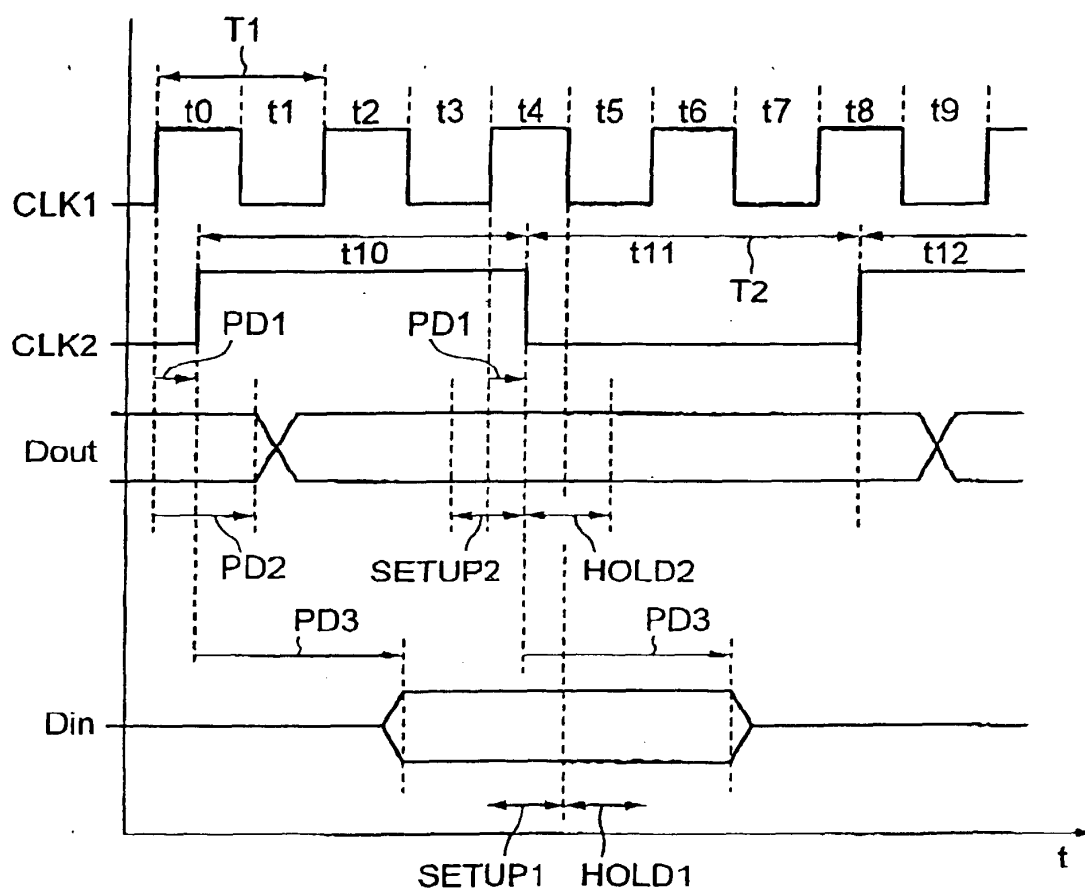 T1
t0 t1 t2 t3 t4 t5 t6 t7 t8 t9
CLK1
t10 t11 t12
T2
PD1 PD1
CLK2
Dout
PD2 SETUP2 HOLD2
PD3 PD3
Din
SETUP1 HOLD1
t